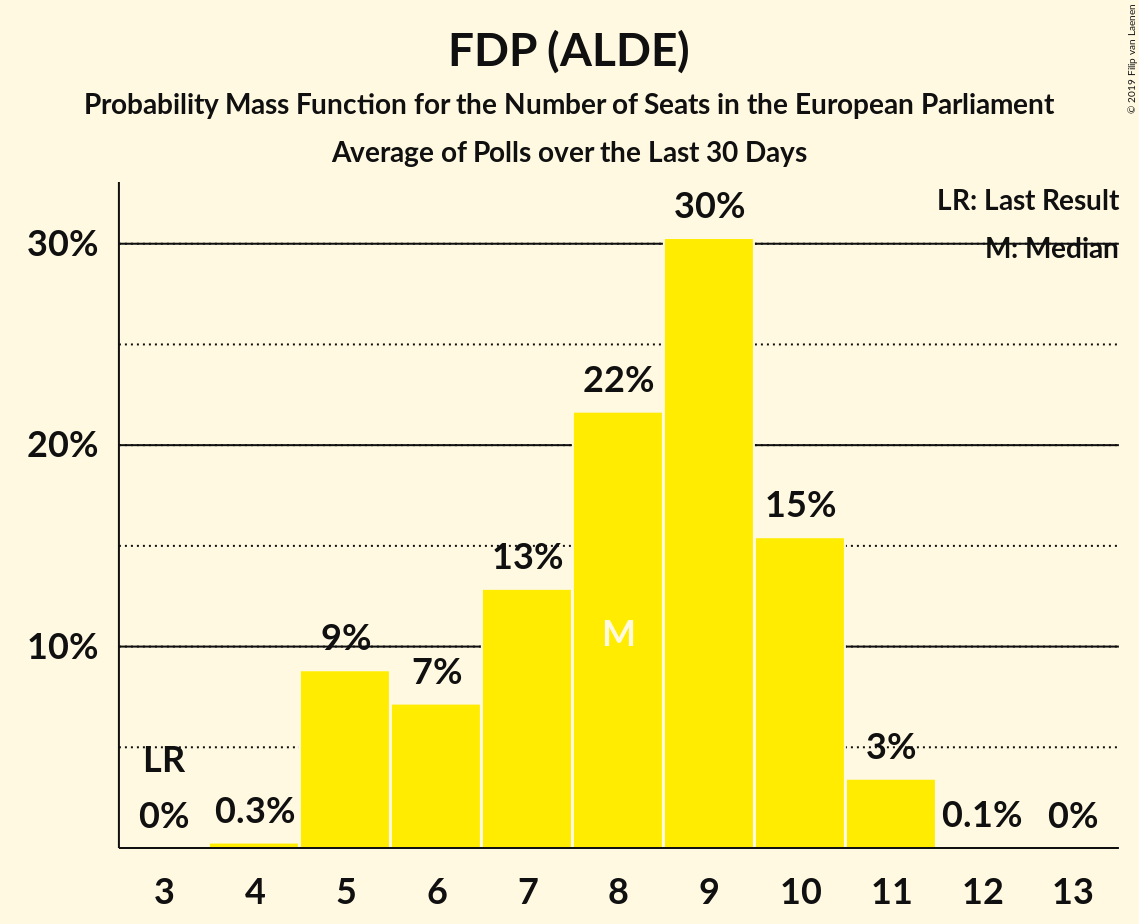 FDP (ALDE)
Probability Mass Function for the Number of Seats in the European Parliament
Average of Polls over the Last 30 Days
© 2019 Filip van Laenen
LR: Last Result
M: Median
30%
20%
10%
LR
0%
0.3%
9%
7%
13%
22%
M
30%
15%
3%
0.1%
0%
3 4 5 6 7 8 9 10 11 12 13